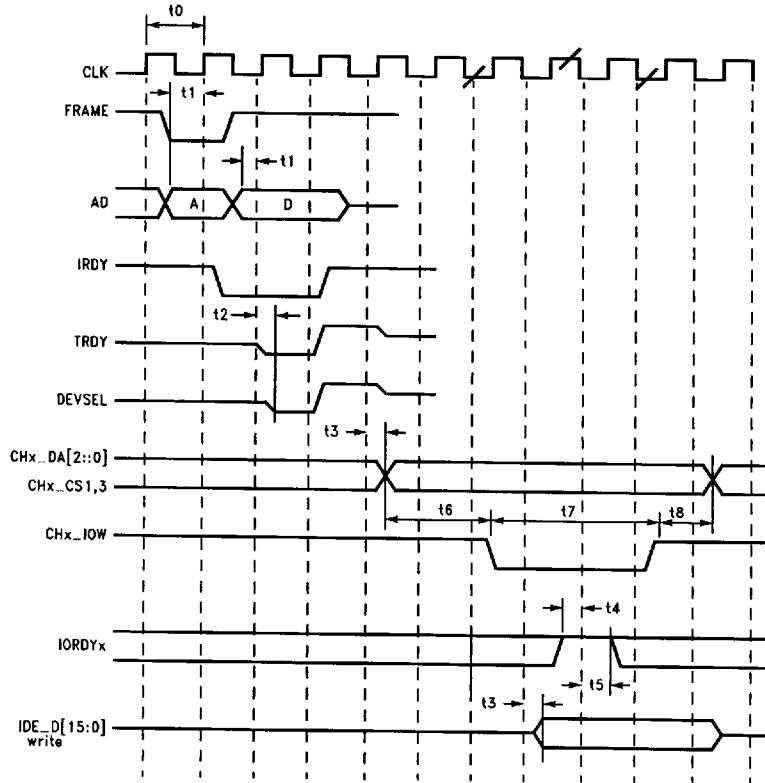 t0
CLK
t1
FRAME
t1
AD
A
D
IRDY
t2
TRDY
DEVSEL
t3
CHx_DA[2::0]
CHx_CS1,3
t6
t7
t8
CHx_IOW
t4
IORDYx
t5
t3
IDE_D[15:0]
write